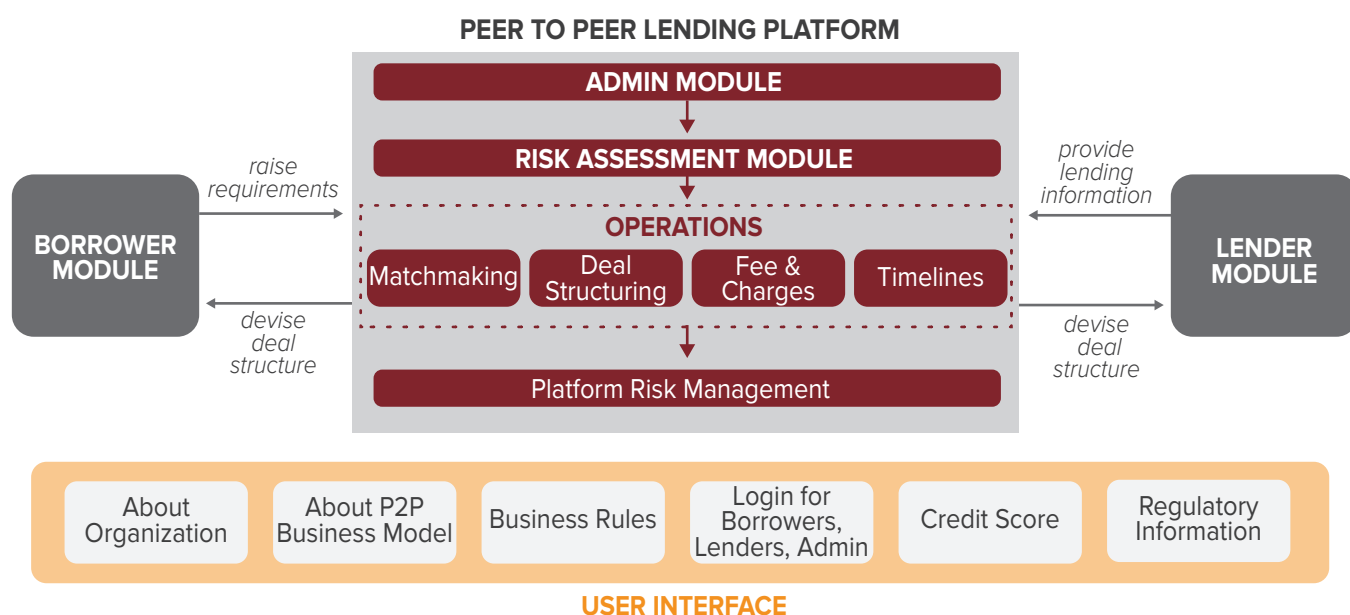 PEER TO PEER LENDING PLATFORM
ADMIN MODULE
RISK ASSESSMENT MODULE
raise
requirements
provide
lending
information
BORROWER
MODULE
OPERATIONS
Matchmaking
Deal
Structuring
Fee &
Charges
Timelines
LENDER
MODULE
devise
deal
structure
devise
deal
structure
Platform Risk Management
About
Organization
About P2P
Business Model
Business Rules
Login for
Borrowers,
Lenders, Admin
Credit Score
Regulatory
Information
USER INTERFACE